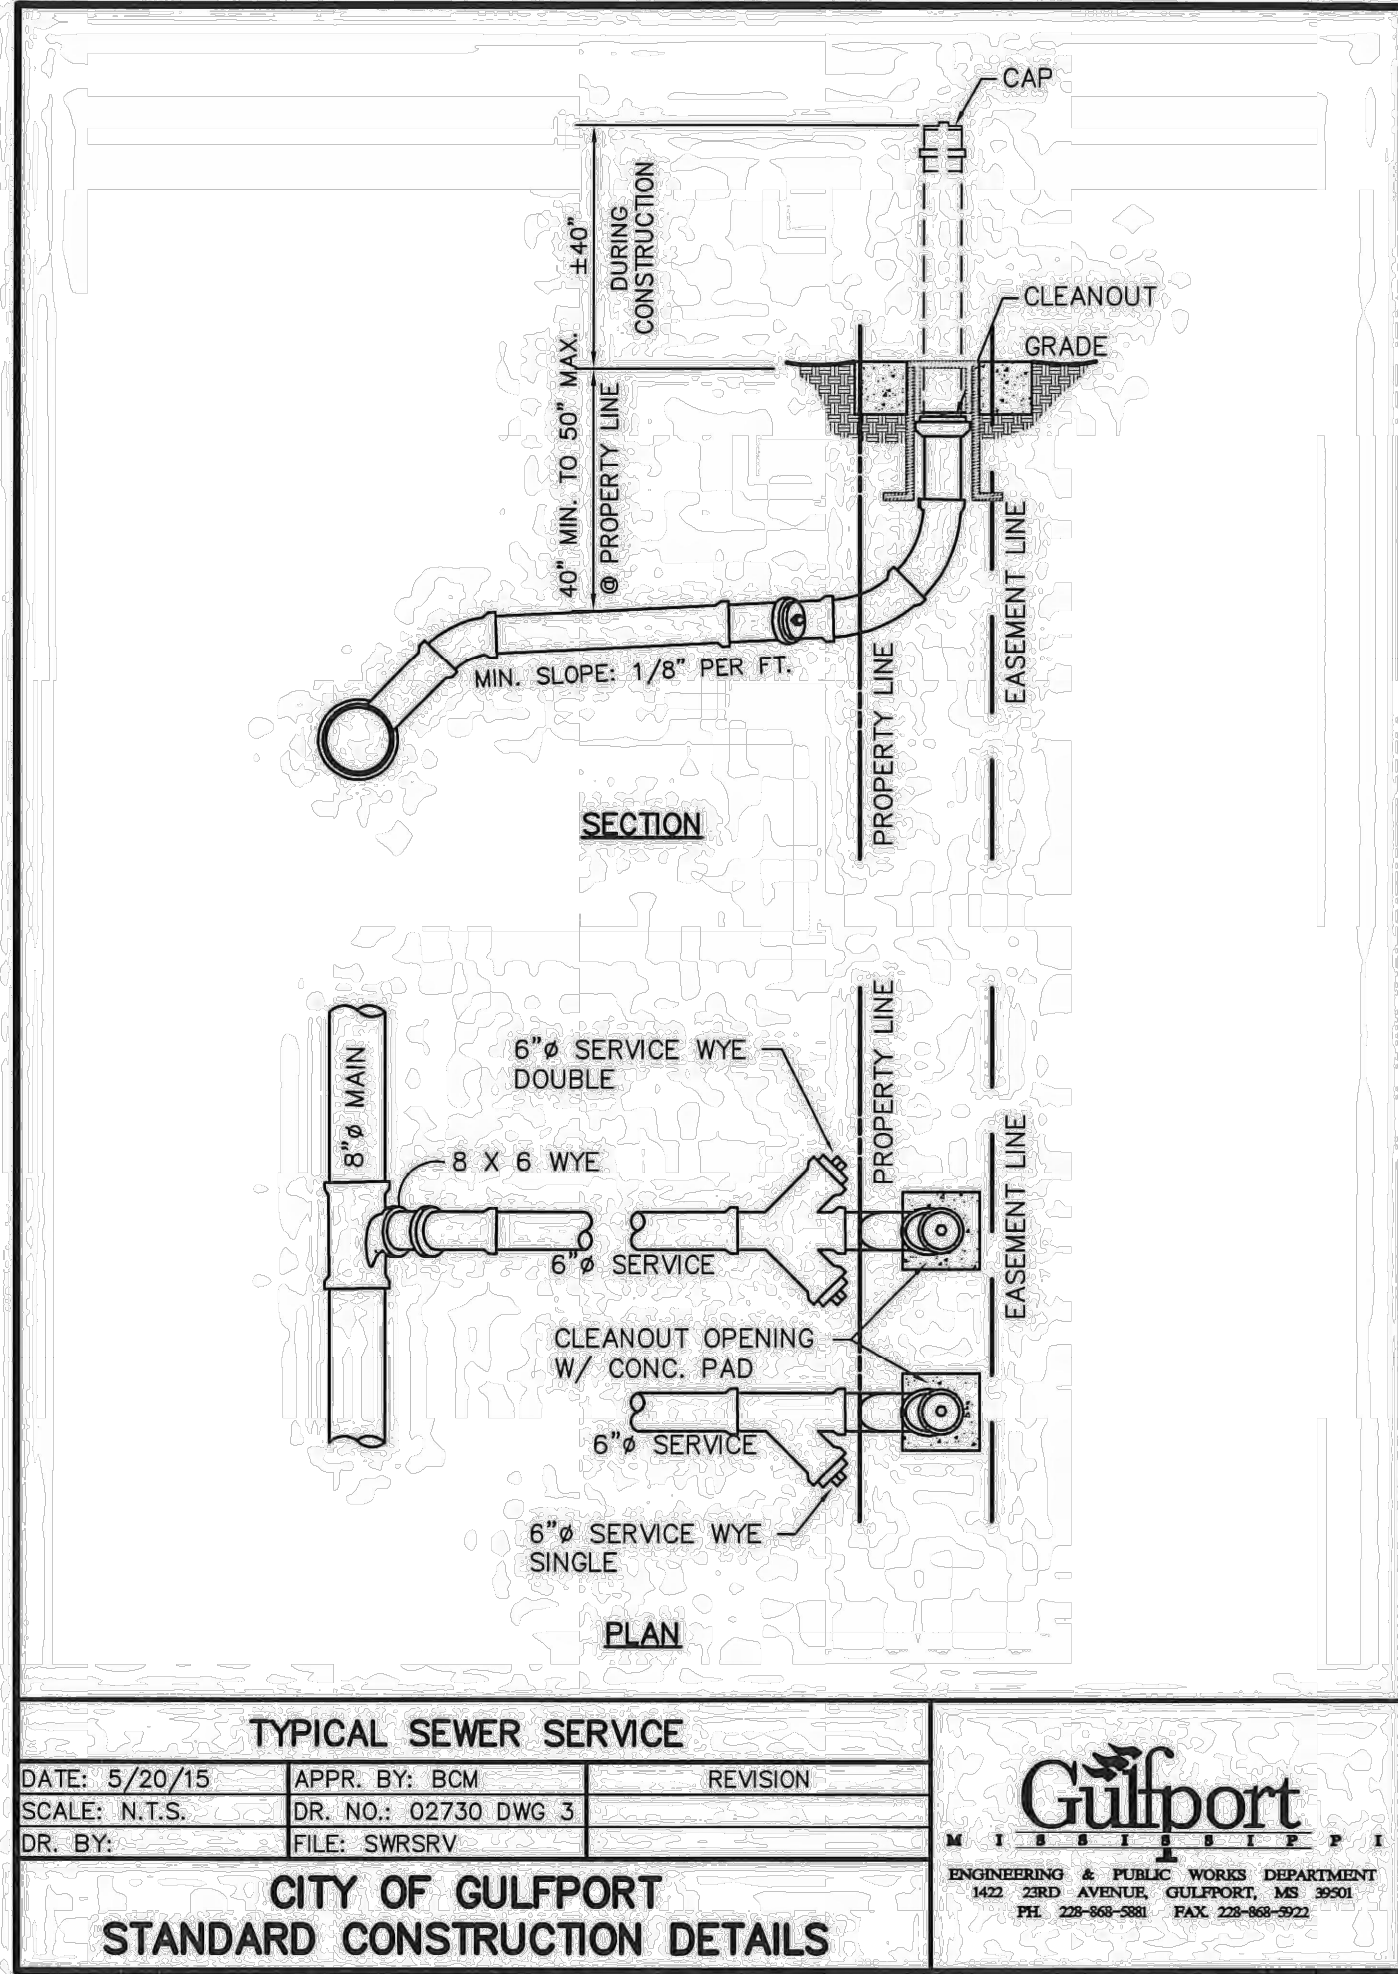 CAP
±40"
DURING
CONSTRUCTION
CLEANOUT
GRADE
40" MIN. TO 50" MAX.
@ PROPERTY LINE
EASEMENT LINE
MIN. SLOPE: 1/8" PER FT.
PROPERTY LINE
SECTION
PROPERTY LINE
6"ø SERVICE WYE
DOUBLE
8"ø MAIN
8 X 6 WYE
EASEMENT LINE
6"ø SERVICE
CLEANOUT OPENING
W/ CONC. PAD
6"ø SERVICE
6"ø SERVICE WYE
SINGLE
PLAN
TYPICAL SEWER SERVICE
DATE: 5/20/15
APPR. BY: BCM
REVISION
SCALE: N.T.S.
DR. NO.: 02730 DWG 3
DR. BY:
FILE: SWRSRV
CITY OF GULFPORT
STANDARD CONSTRUCTION DETAILS
Gulfport
MISSISSIPPI
ENGINEERING & PUBLIC WORKS DEPARTMENT
1422 23RD AVENUE, GULFPORT, MS 39501
PH. 228-868-5881 FAX. 228-868-5922